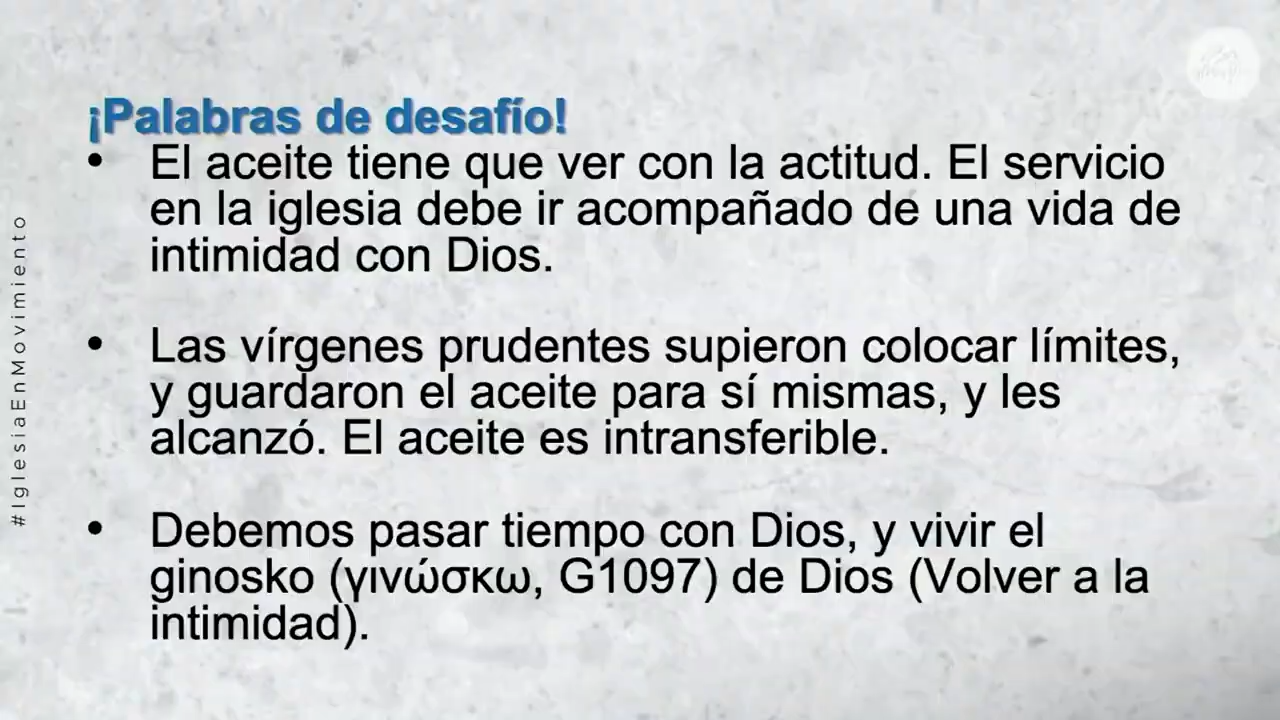 ¡Palabras de desafío!
• El aceite tiene que ver con la actitud. El servicio
en la iglesia debe ir acompañado de una vida de
intimidad con Dios.
• Las vírgenes prudentes supieron colocar límites,
y guardaron el aceite para sí mismas, y les
alcanzó. El aceite es intransferible.
• Debemos pasar tiempo con Dios, y vivir el
ginosko (γινώσκω, G1097) de Dios (Volver a la
intimidad).
#IglesiaEnMovimiento